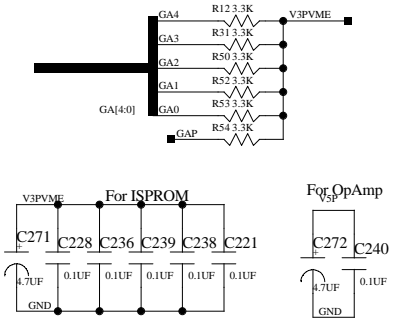 GA4 R12 3.3K V3PVME
GA3 R31 3.3K
GA2 R50 3.3K
GA1 R52 3.3K
GA[4:0] GA0 R53 3.3K
GAP R54 3.3K
For ISPROM For OpAmp
V3PVME V5P
C271 C228 C236 C239 C238 C221 C272 C240
+ +
4.7UF 0.1UF 0.1UF 0.1UF 0.1UF 0.1UF 4.7UF 0.1UF
GND GND